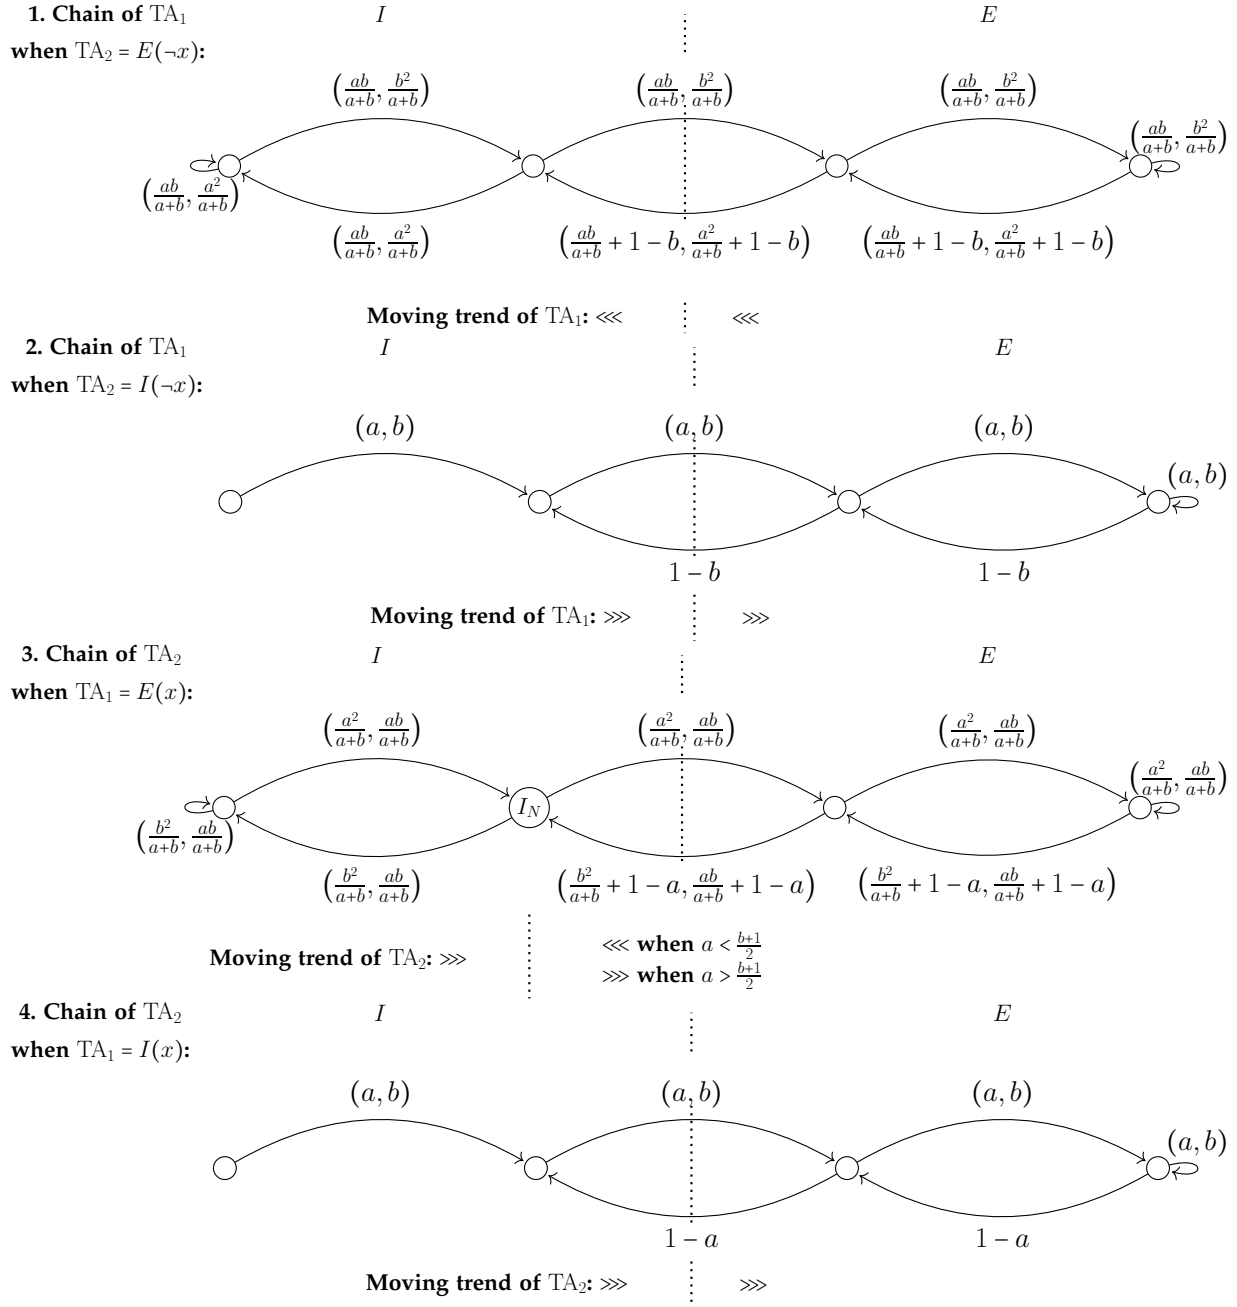 1. Chain of TA₁ I E
when TA₂ = E(¬x):
(ab/(a+b), b²/(a+b)) (ab/(a+b), b²/(a+b)) (ab/(a+b), b²/(a+b))
(ab/(a+b), b²/(a+b))
(ab/(a+b), a²/(a+b))
(ab/(a+b), a²/(a+b)) (ab/(a+b) + 1 − b, a²/(a+b) + 1 − b) (ab/(a+b) + 1 − b, a²/(a+b) + 1 − b)
Moving trend of TA₁: ⋘ ⋘
2. Chain of TA₁ I E
when TA₂ = I(¬x):
(a, b) (a, b) (a, b)
(a, b)
1 − b 1 − b
Moving trend of TA₁: ⋙ ⋙
3. Chain of TA₂ I E
when TA₁ = E(x):
(a²/(a+b), ab/(a+b)) (a²/(a+b), ab/(a+b)) (a²/(a+b), ab/(a+b))
(a²/(a+b), ab/(a+b))
I_N
(b²/(a+b), ab/(a+b))
(b²/(a+b), ab/(a+b)) (b²/(a+b) + 1 − a, ab/(a+b) + 1 − a) (b²/(a+b) + 1 − a, ab/(a+b) + 1 − a)
⋘ when a < (b+1)/2
Moving trend of TA₂: ⋙
⋙ when a > (b+1)/2
4. Chain of TA₂ I E
when TA₁ = I(x):
(a, b) (a, b) (a, b)
(a, b)
1 − a 1 − a
Moving trend of TA₂: ⋙ ⋙